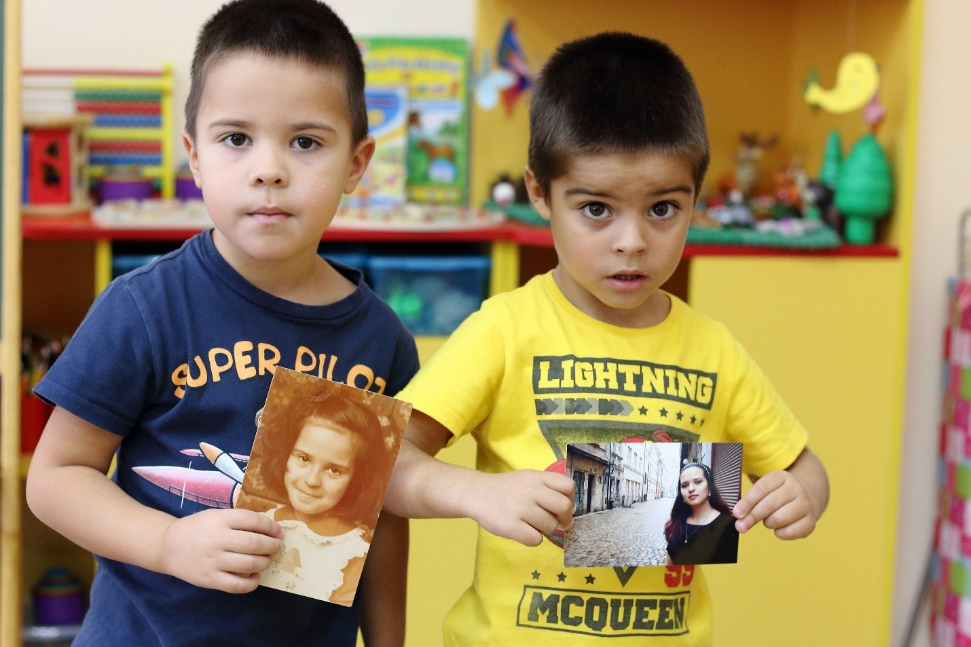 SUPER PILOT
LIGHTNING
95
MCQUEEN